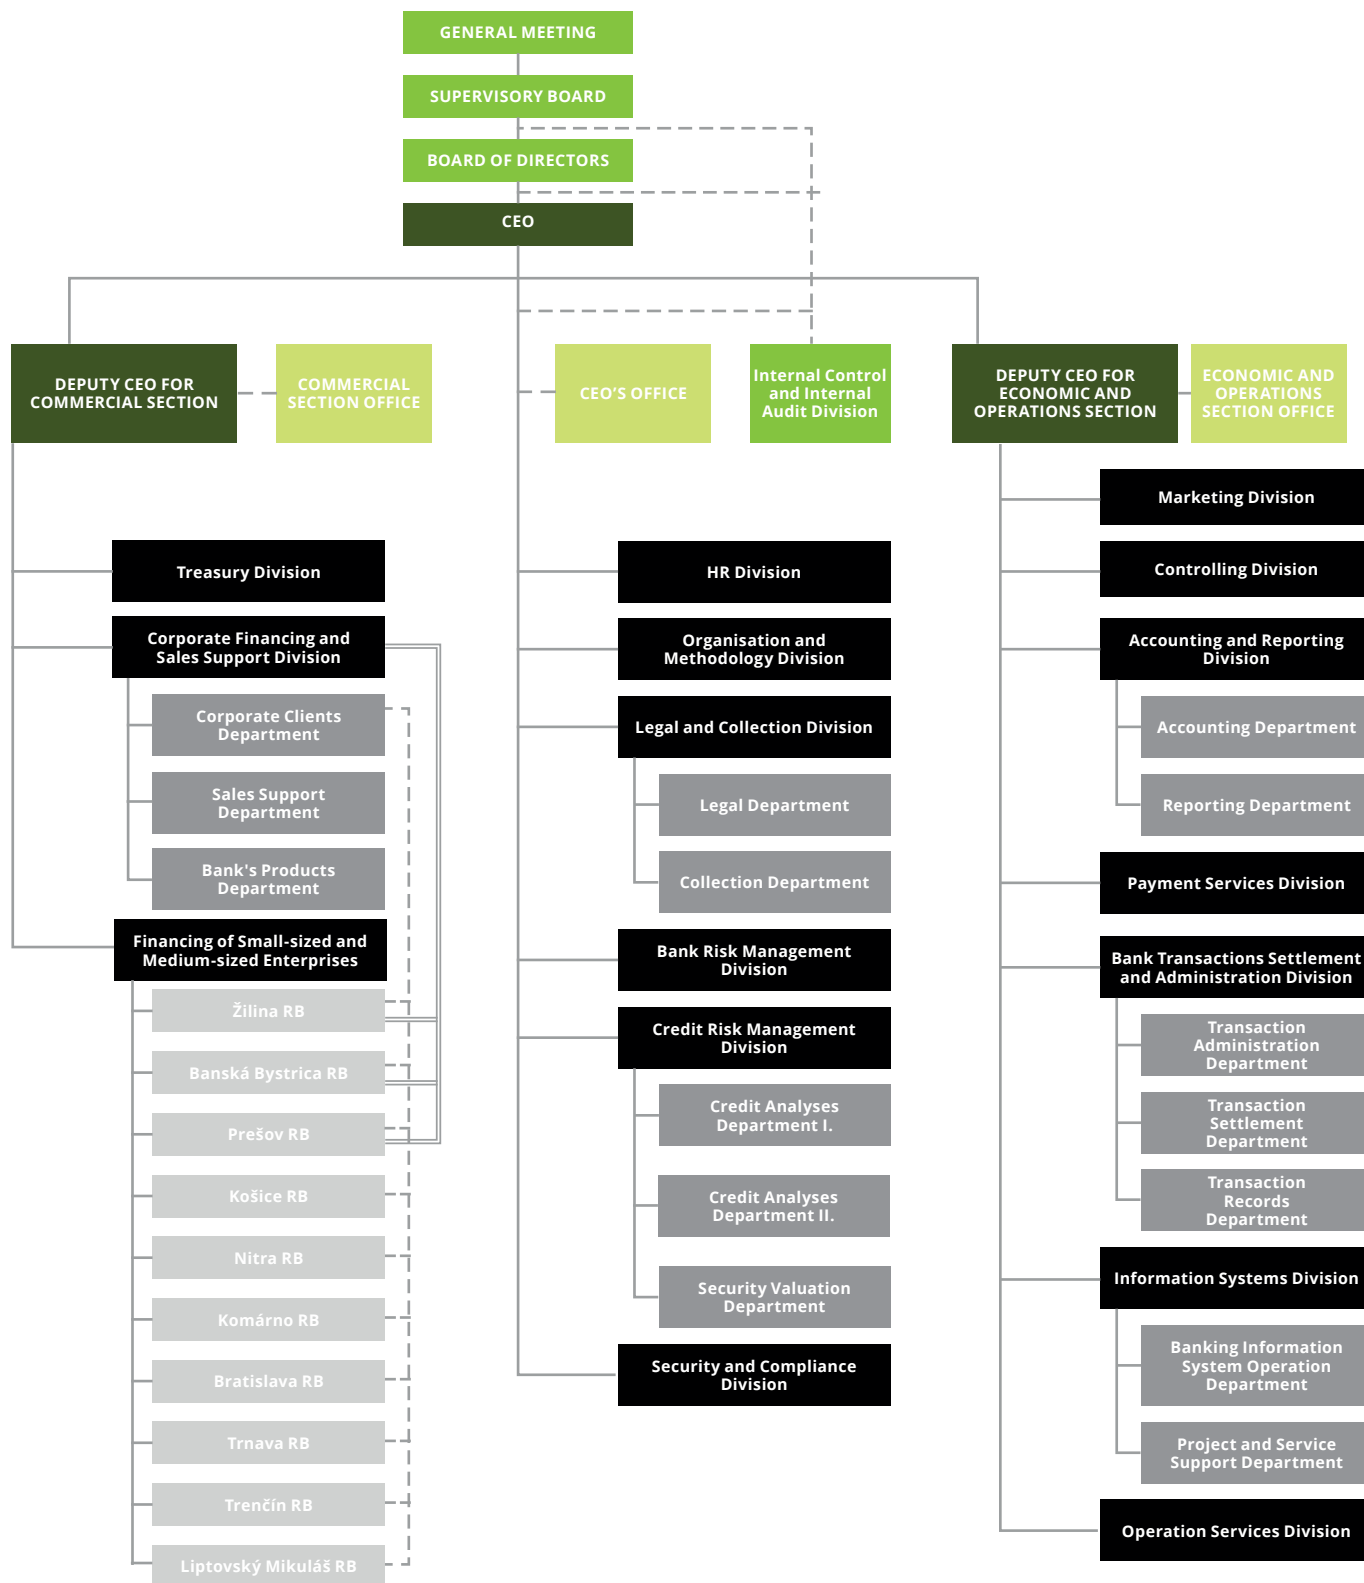 GENERAL MEETING
SUPERVISORY BOARD
BOARD OF DIRECTORS
CEO
DEPUTY CEO FOR
COMMERCIAL SECTION
COMMERCIAL
SECTION OFFICE
CEO'S OFFICE
Internal Control
and Internal
Audit Division
DEPUTY CEO FOR
ECONOMIC AND
OPERATIONS SECTION
ECONOMIC AND
OPERATIONS
SECTION OFFICE
Treasury Division
Corporate Financing and
Sales Support Division
Corporate Clients
Department
Sales Support
Department
Bank's Products
Department
Financing of Small-sized and
Medium-sized Enterprises
Žilina RB
Banská Bystrica RB
Prešov RB
Košice RB
Nitra RB
Komárno RB
Bratislava RB
Trnava RB
Trenčín RB
Liptovský Mikuláš RB
HR Division
Organisation and
Methodology Division
Legal and Collection Division
Legal Department
Collection Department
Bank Risk Management
Division
Credit Risk Management
Division
Credit Analyses
Department I.
Credit Analyses
Department II.
Security Valuation
Department
Security and Compliance
Division
Marketing Division
Controlling Division
Accounting and Reporting
Division
Accounting Department
Reporting Department
Payment Services Division
Bank Transactions Settlement
and Administration Division
Transaction
Administration
Department
Transaction
Settlement
Department
Transaction
Records
Department
Information Systems Division
Banking Information
System Operation
Department
Project and Service
Support Department
Operation Services Division